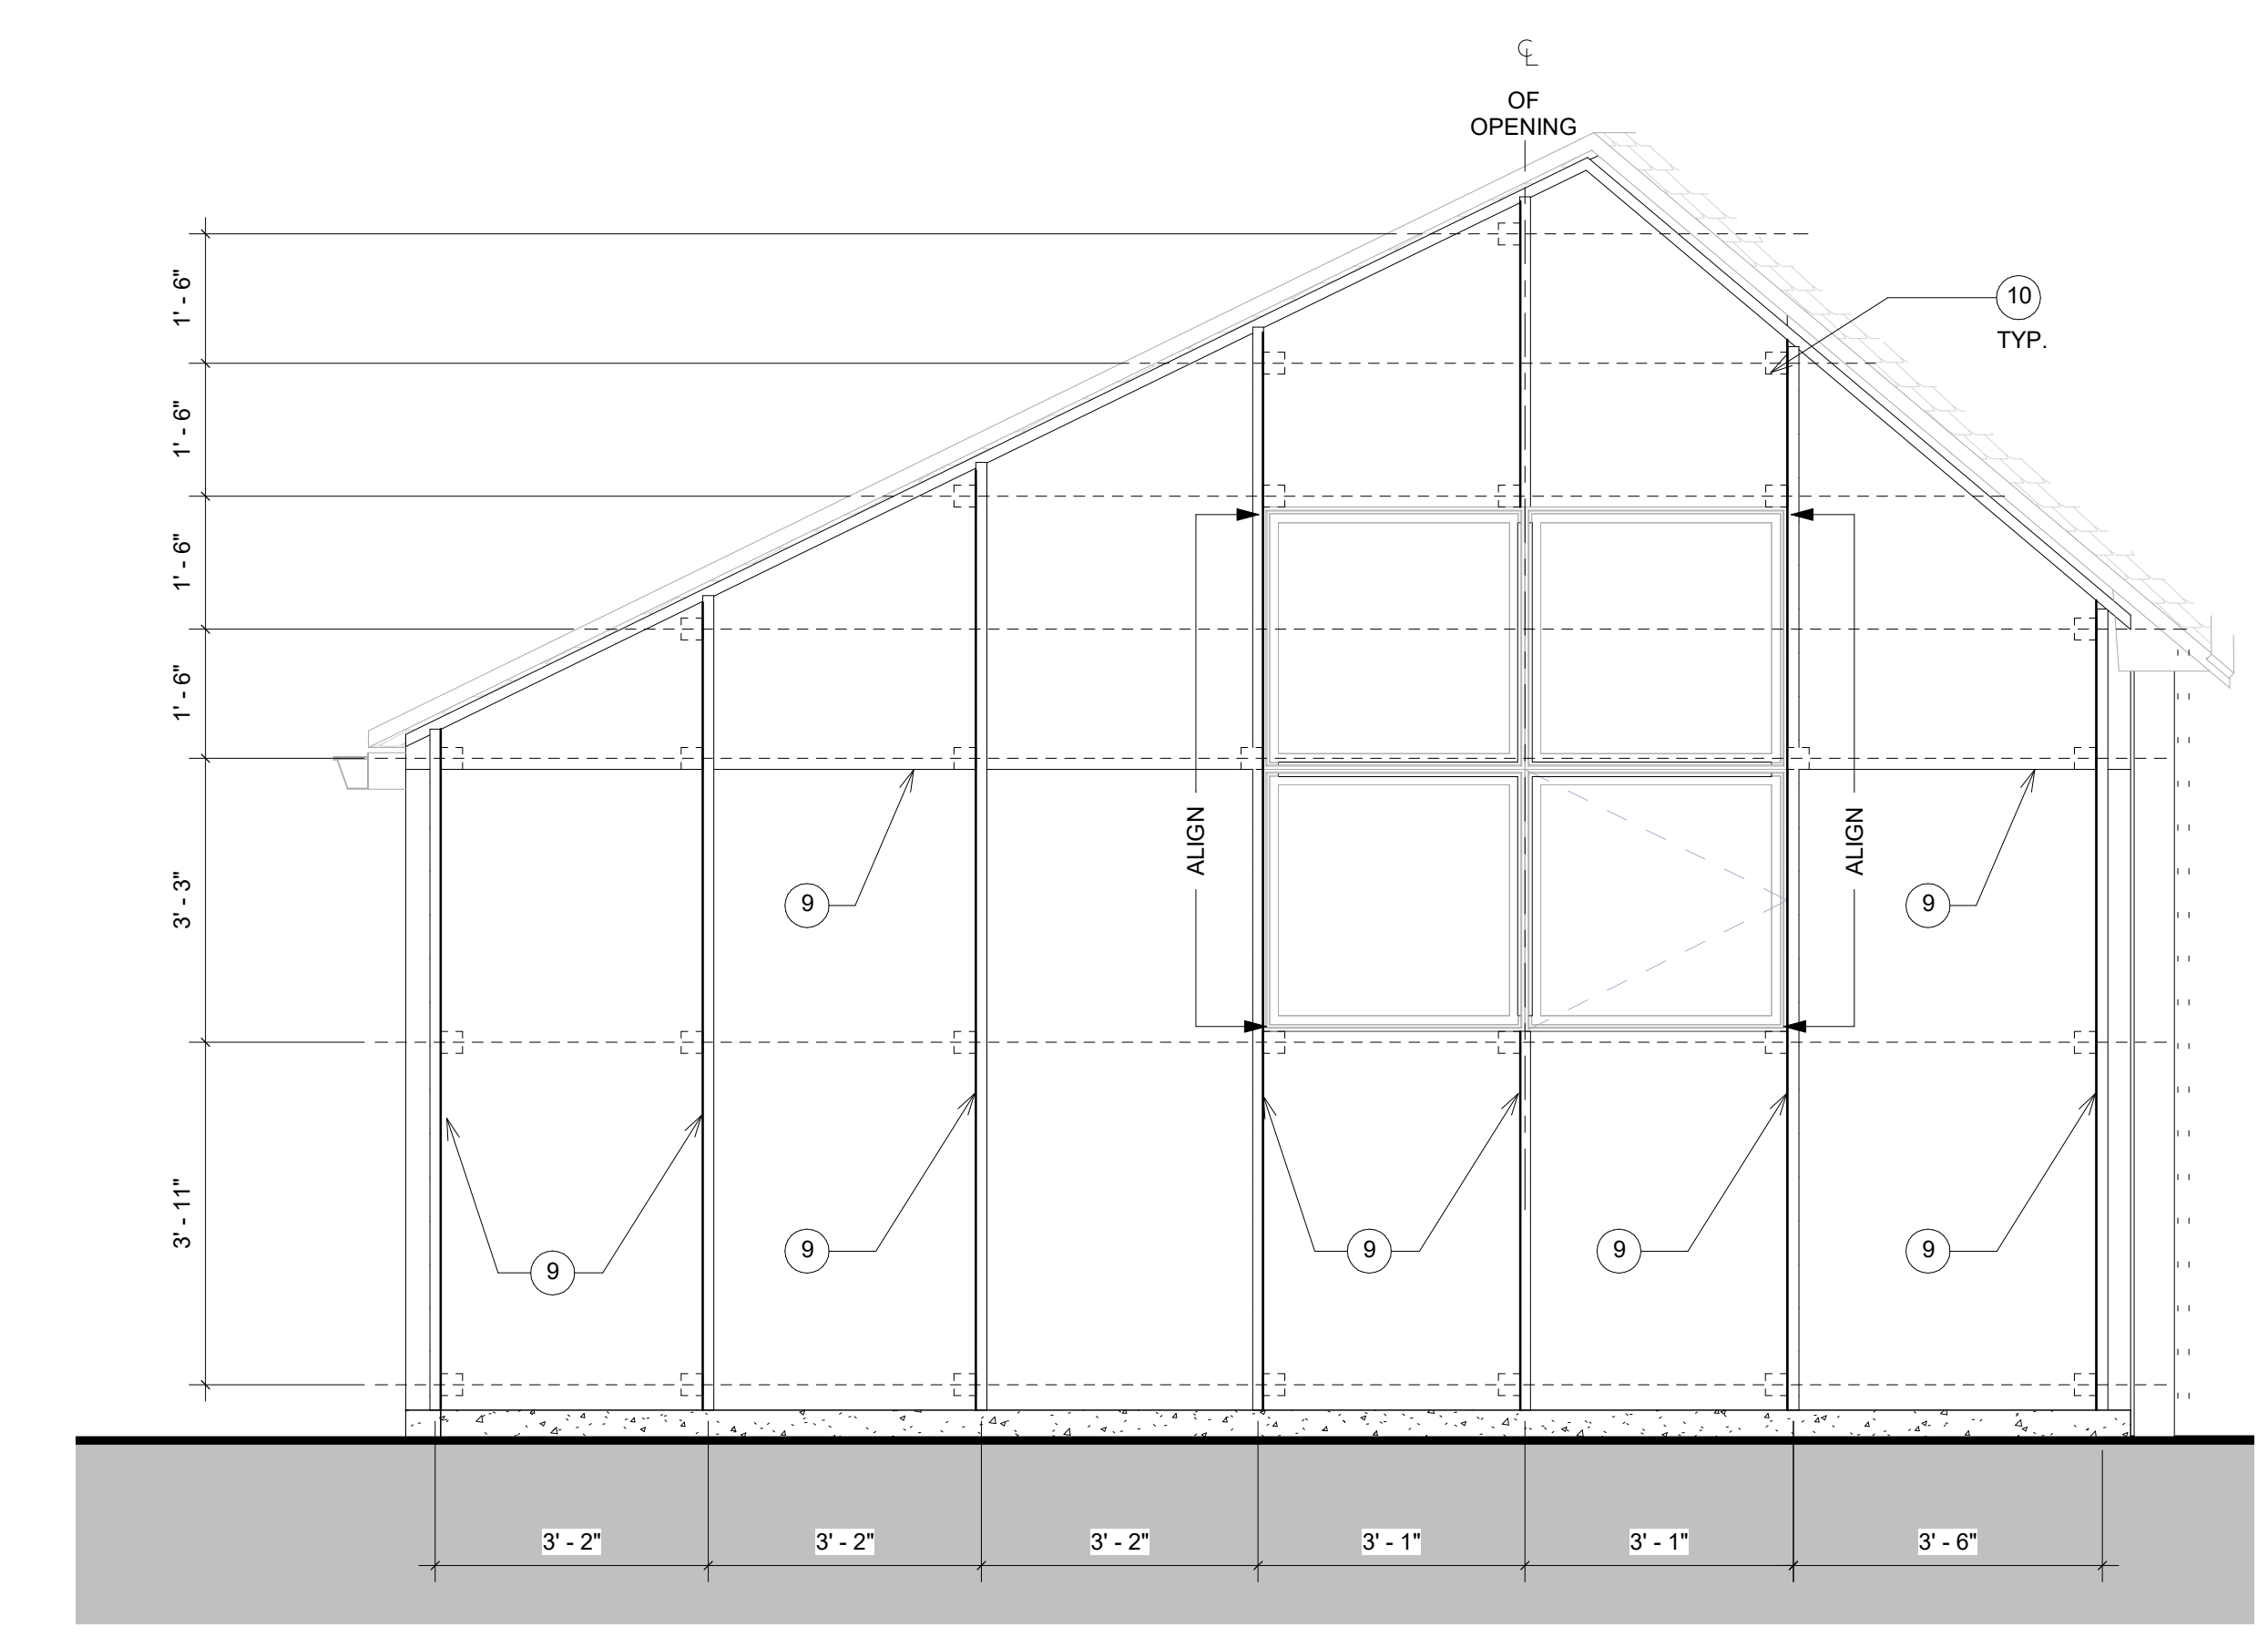 ℄
OF
OPENING
1' - 6"
10
TYP.
1' - 6"
1' - 6"
1' - 6"
ALIGN
ALIGN
3' - 3"
9
9
3' - 11"
9
9
9
9
9
3' - 2"
3' - 2"
3' - 2"
3' - 1"
3' - 1"
3' - 6"